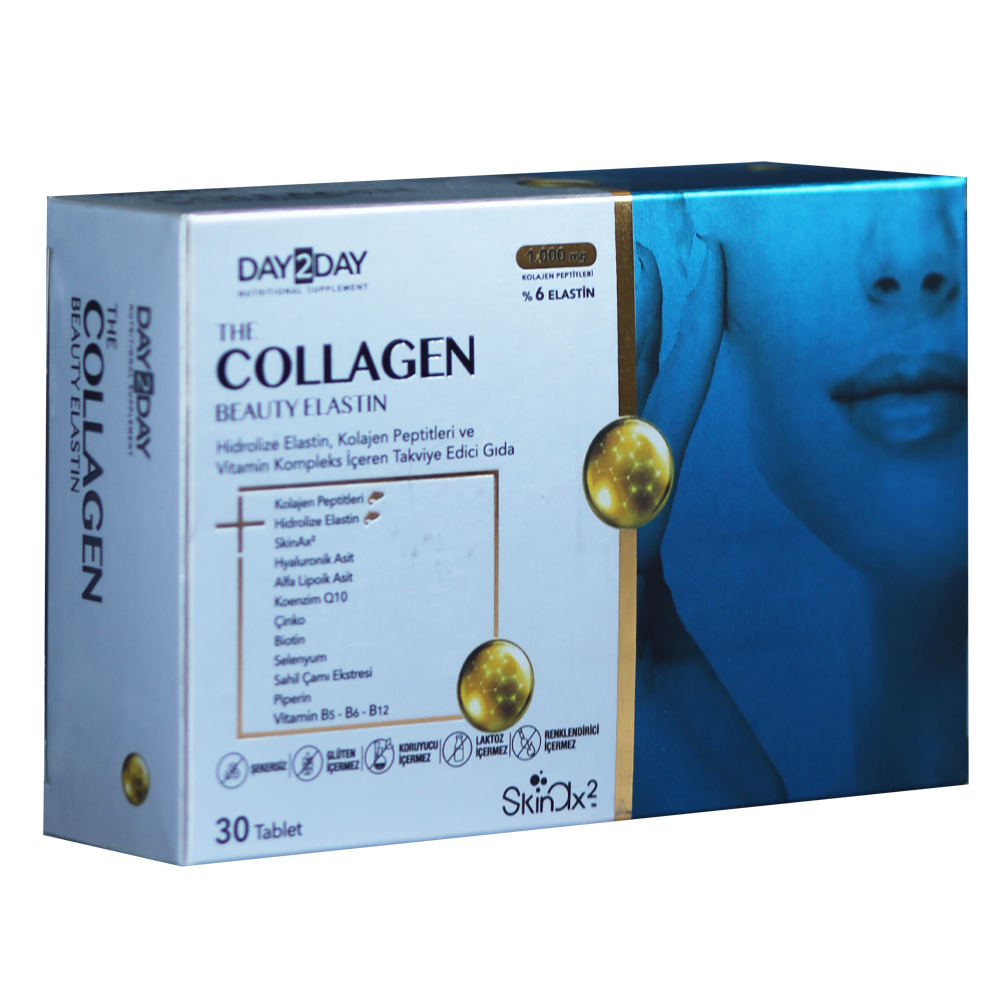 DAY2DAY
NUTRITIONAL SUPPLEMENT
THE
COLLAGEN
BEAUTY ELASTIN
DAY2DAY
NUTRITIONAL SUPPLEMENT
1.000 mg
KOLAJEN PEPTİTLERİ
% 6 ELASTİN
THE
COLLAGEN
BEAUTY ELASTIN
Hidrolize Elastin, Kolajen Peptitleri ve
Vitamin Kompleks İçeren Takviye Edici Gıda
Kolajen Peptitleri
Hidrolize Elastin
SkinAx²
Hyaluronik Asit
Alfa Lipoik Asit
Koenzim Q10
Çinko
Biotin
Selenyum
Sahil Çamı Ekstresi
Piperin
Vitamin B5 - B6 - B12
ŞEKERSİZ
GLÜTEN
İÇERMEZ
KORUYUCU
İÇERMEZ
LAKTOZ
İÇERMEZ
RENKLENDİRİCİ
İÇERMEZ
SkinAx2
30 Tablet